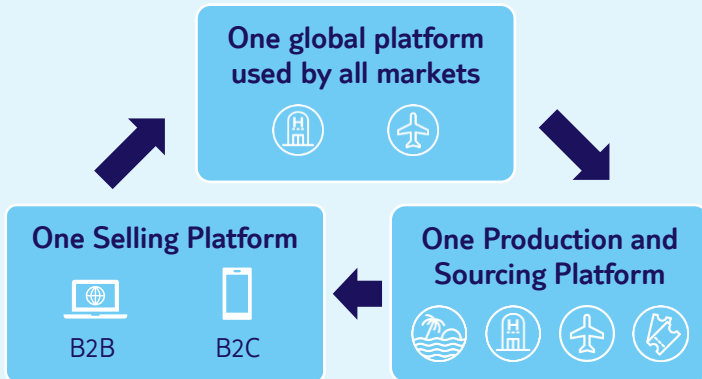 One global platform
used by all markets
One Selling Platform
B2B
B2C
One Production and
Sourcing Platform